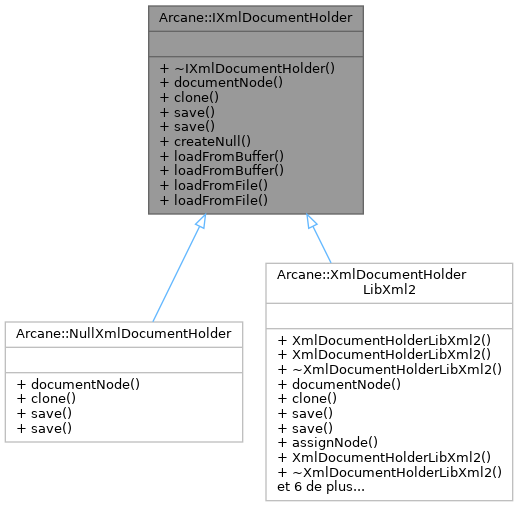 Arcane::IXmlDocumentHolder
+ ~IXmlDocumentHolder()
+ documentNode()
+ clone()
+ save()
+ save()
+ createNull()
+ loadFromBuffer()
+ loadFromBuffer()
+ loadFromFile()
+ loadFromFile()
Arcane::NullXmlDocumentHolder
+ documentNode()
+ clone()
+ save()
+ save()
Arcane::XmlDocumentHolder
LibXml2
+ XmlDocumentHolderLibXml2()
+ XmlDocumentHolderLibXml2()
+ ~XmlDocumentHolderLibXml2()
+ documentNode()
+ clone()
+ save()
+ save()
+ assignNode()
+ XmlDocumentHolderLibXml2()
+ ~XmlDocumentHolderLibXml2()
et 6 de plus...